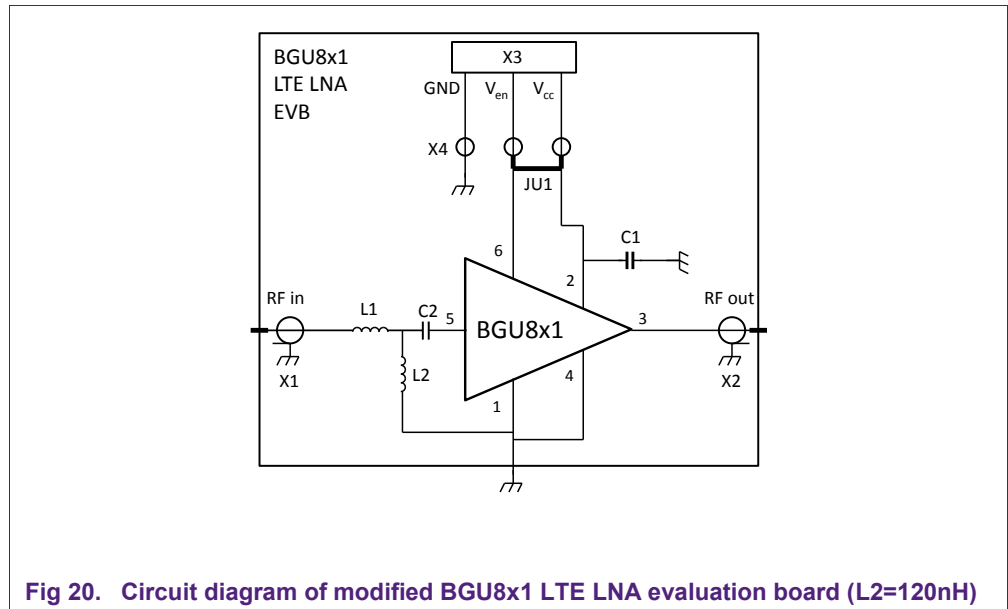 BGU8x1
LTE LNA
EVB
X3
GND
Ven
Vcc
X4
JU1
C1
6
2
RF in
L1
C2
5
BGU8x1
3
RF out
X1
L2
1
4
X2
Fig 20. Circuit diagram of modified BGU8x1 LTE LNA evaluation board (L2=120nH)